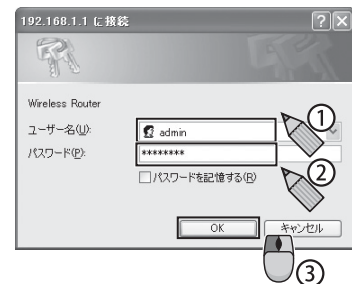 192.168.1.1 に接続
Wireless Router
ユーザー名(U):
admin
①
パスワード(P):
********
②
パスワードを記憶する(R)
OK
キャンセル
③